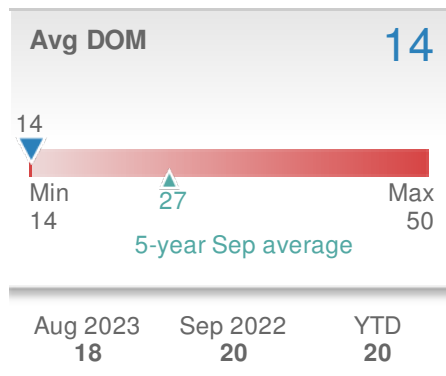 Avg DOM 14
14
Min Max
14 27 50
5-year Sep average
Aug 2023 Sep 2022 YTD
18 20 20